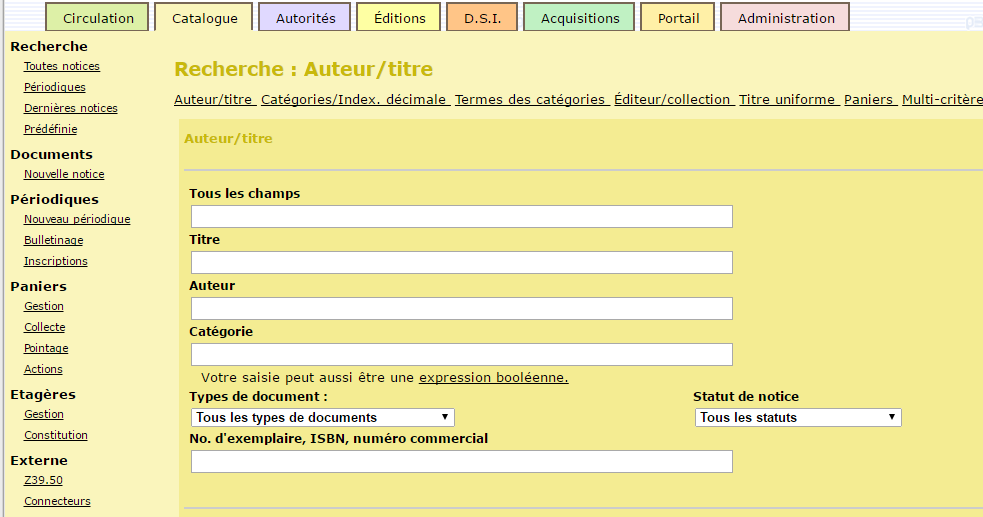 Circulation Catalogue Autorités Éditions D.S.I. Acquisitions Portail Administration
Recherche
Toutes notices
Périodiques
Dernières notices
Prédéfinie
Documents
Nouvelle notice
Périodiques
Nouveau périodique
Bulletinage
Inscriptions
Paniers
Gestion
Collecte
Pointage
Actions
Etagères
Gestion
Constitution
Externe
Z39.50
Connecteurs
Recherche : Auteur/titre
Auteur/titre Catégories/Index. décimale Termes des catégories Éditeur/collection Titre uniforme Paniers Multi-critère
Auteur/titre
Tous les champs
Titre
Auteur
Catégorie
Votre saisie peut aussi être une expression booléenne.
Types de document : Statut de notice
Tous les types de documents Tous les statuts
No. d'exemplaire, ISBN, numéro commercial